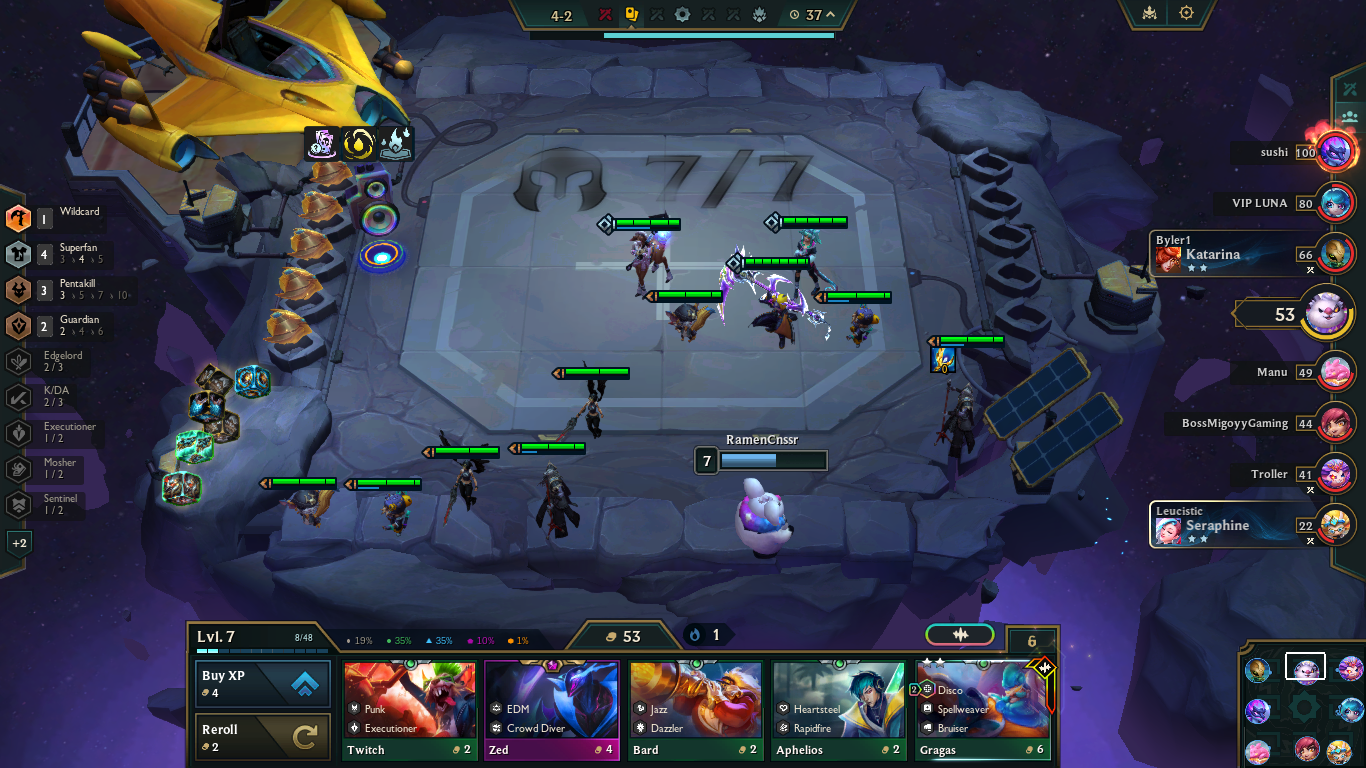 4-2
37
7/7
sushi 100
VIP LUNA 80
Byler1
Katarina 66
53
Manu 49
BossMigoyyGaming 44
Troller 41
Leucistic
Seraphine 22
1 Wildcard
4 Superfan
3 › 4 › 5
3 Pentakill
3 › 5 › 7 › 10
2 Guardian
2 › 4 › 6
Edgelord
2 / 3
K/DA
2 / 3
Executioner
1 / 2
Mosher
1 / 2
Sentinel
1 / 2
+2
0
RamenCnssr
7
Lvl. 7 8/48
19% 35% 35% 10% 1%
53
1
6
Buy XP
4
Reroll
2
Punk
Executioner
Twitch 2
EDM
Crowd Diver
Zed 4
Jazz
Dazzler
Bard 2
Heartsteel
Rapidfire
Aphelios 2
2 Disco
Spellweaver
Bruiser
Gragas 6